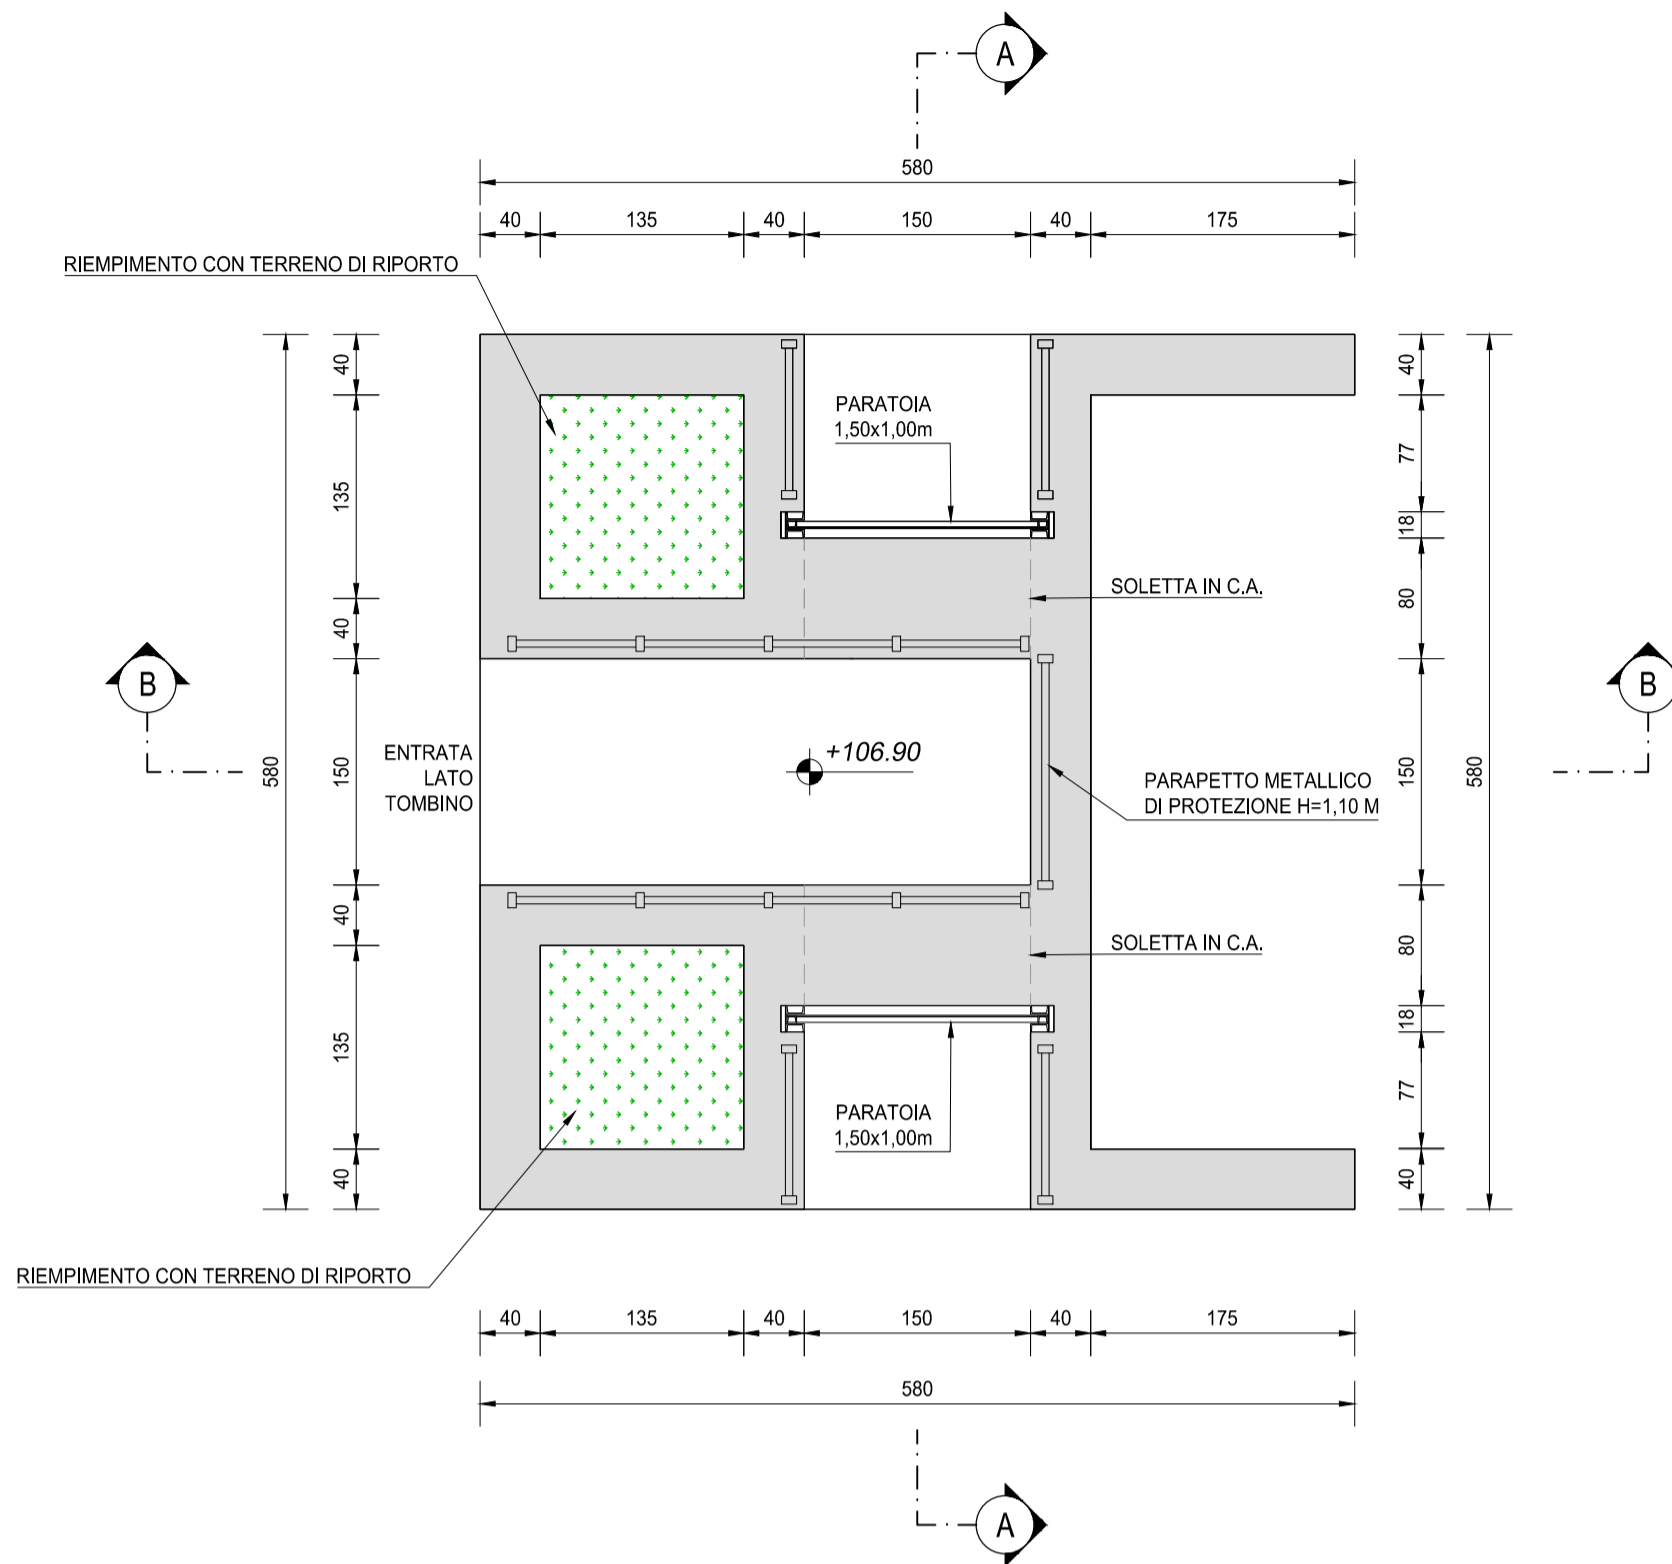 A
580
40 135 40 150 40 175
RIEMPIMENTO CON TERRENO DI RIPORTO
40
40
PARATOIA
1,50x1,00m
77
135
18
SOLETTA IN C.A.
80
40
B
B
+106.90
ENTRATA
LATO
TOMBINO
580
150
150
580
PARAPETTO METALLICO
DI PROTEZIONE H=1,10 M
40
SOLETTA IN C.A.
80
18
135
77
PARATOIA
1,50x1,00m
40
40
RIEMPIMENTO CON TERRENO DI RIPORTO
40 135 40 150 40 175
580
A